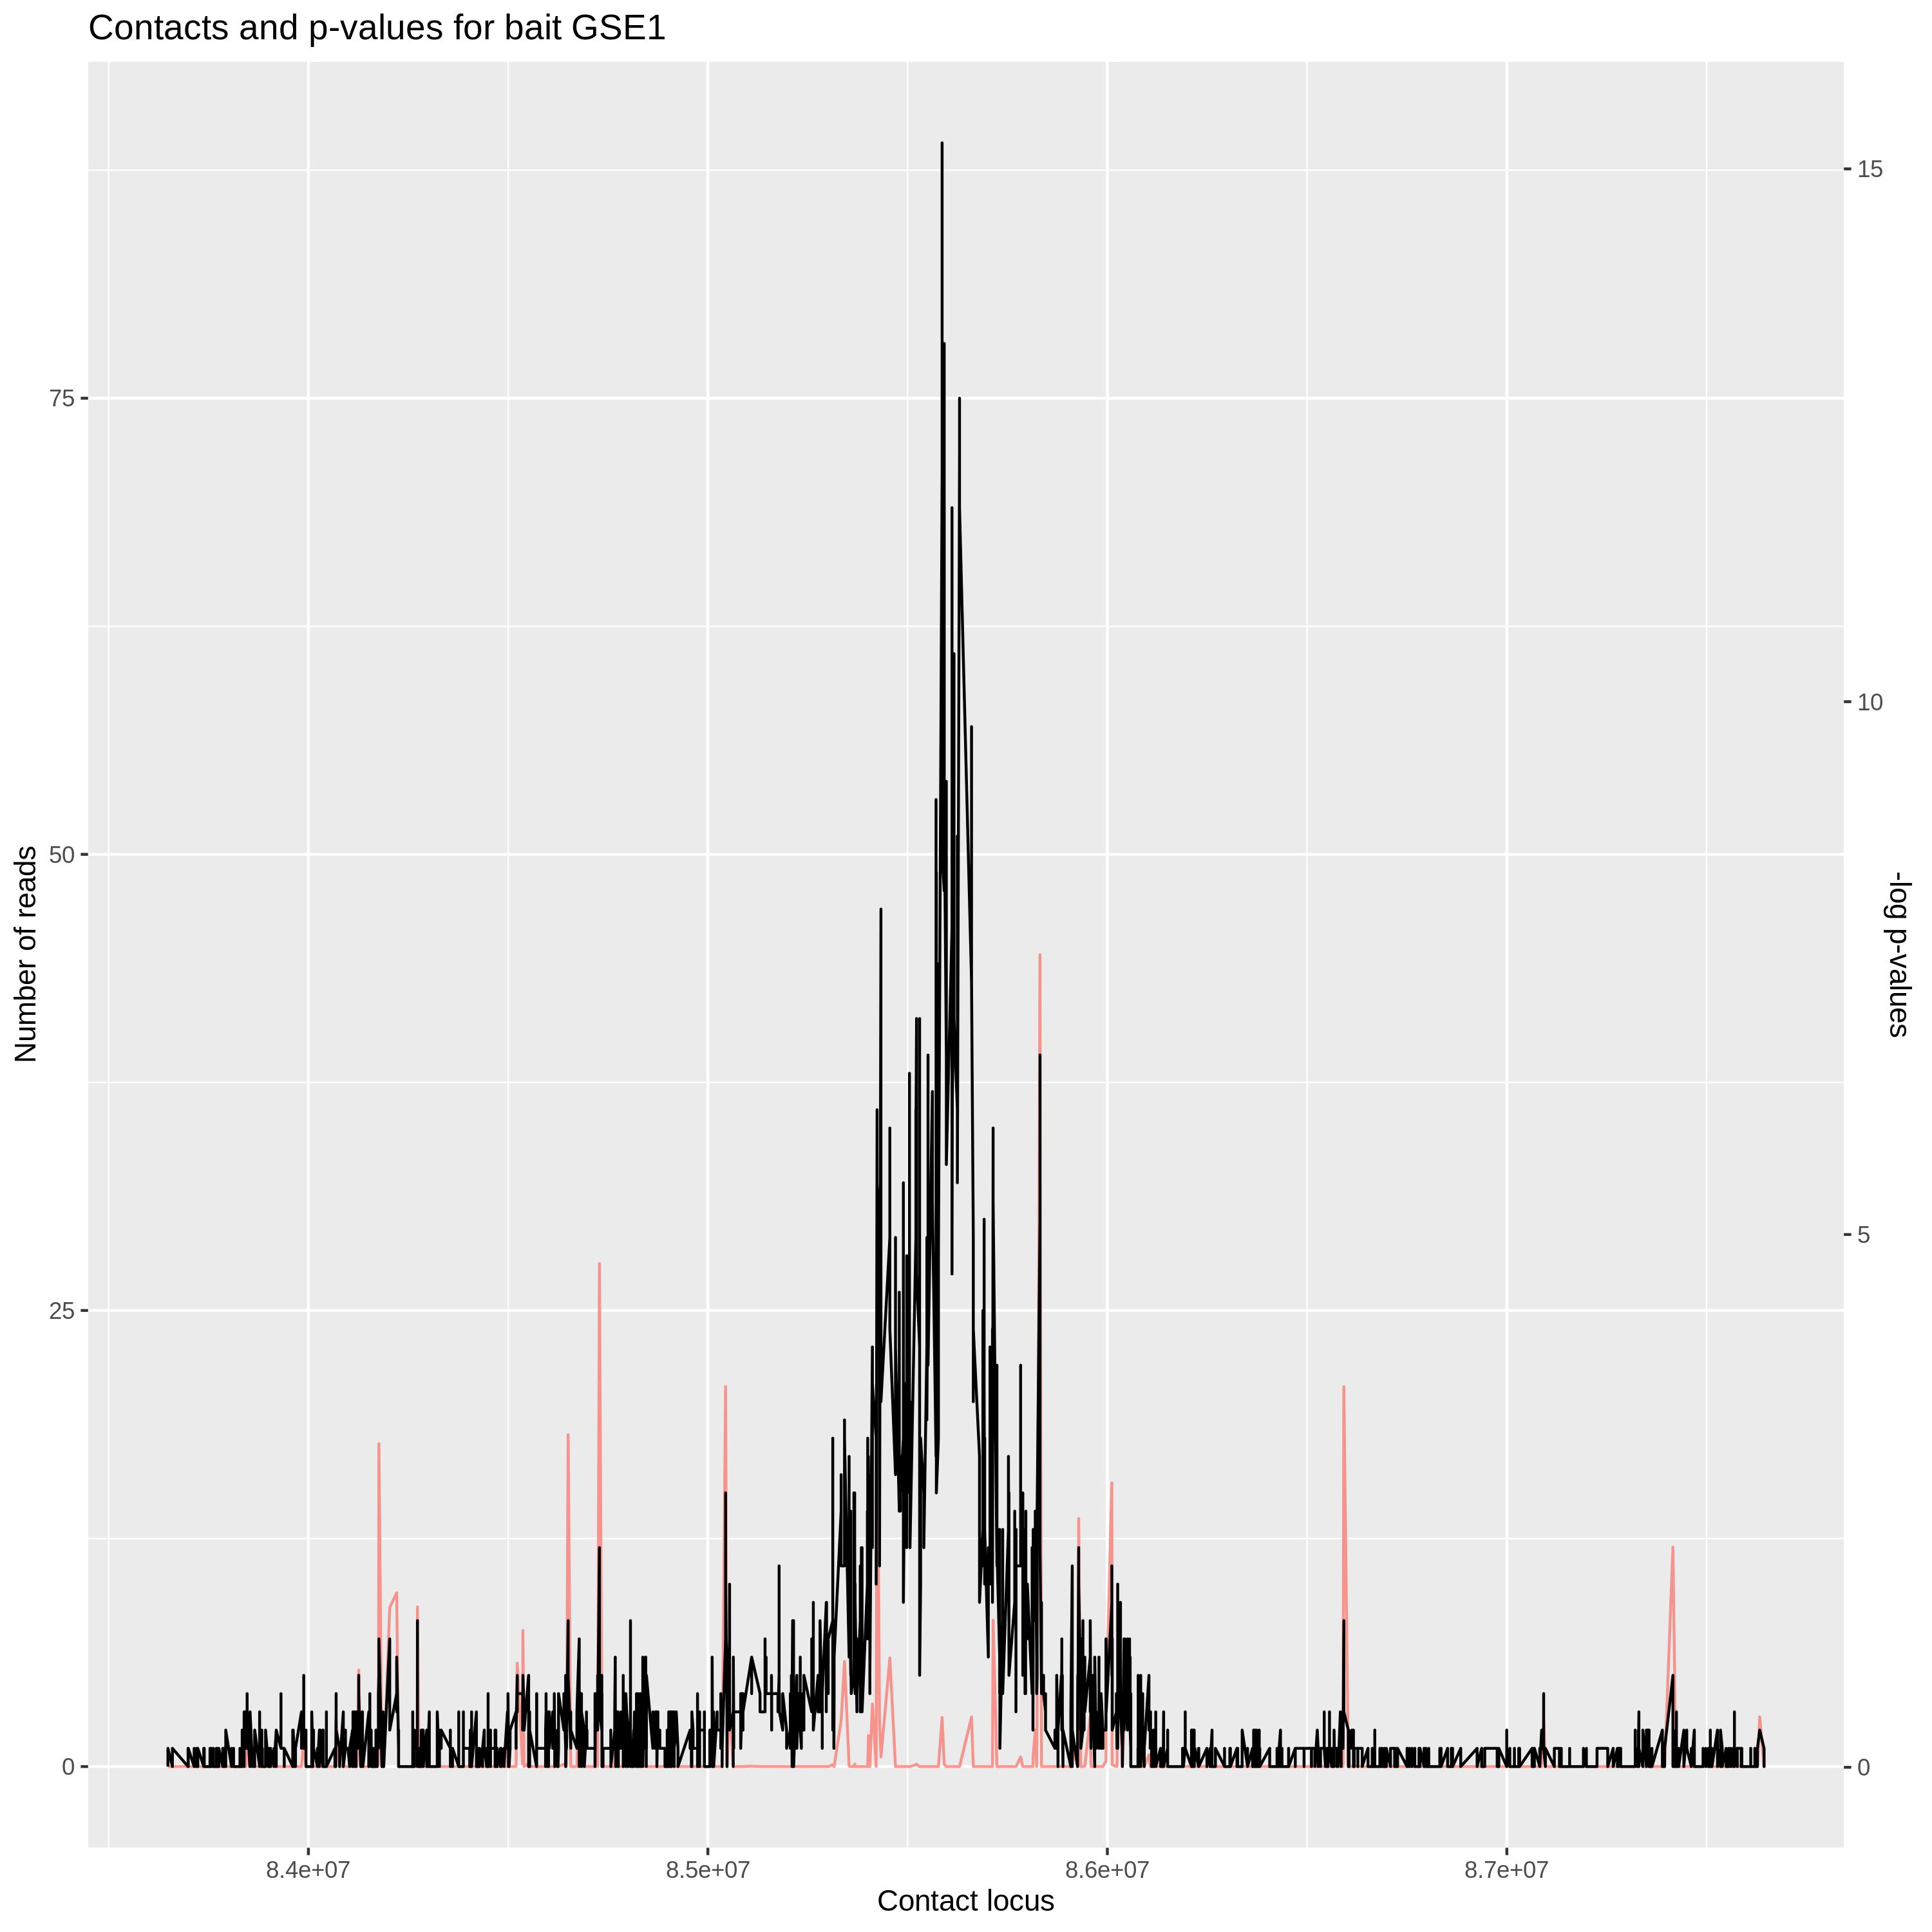 Contacts and p-values for bait GSE1
15
75
10
50
Number of reads
-log p-values
5
25
0
0
8.4e+07
8.5e+07
8.6e+07
8.7e+07
Contact locus